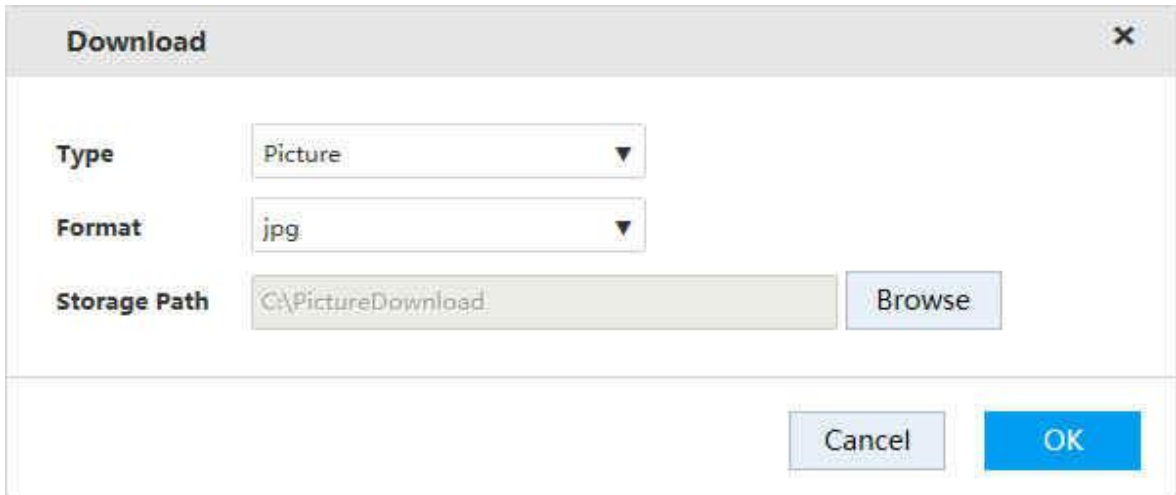 Download
Type Picture
Format jpg
Storage Path C:\PictureDownload Browse
Cancel OK